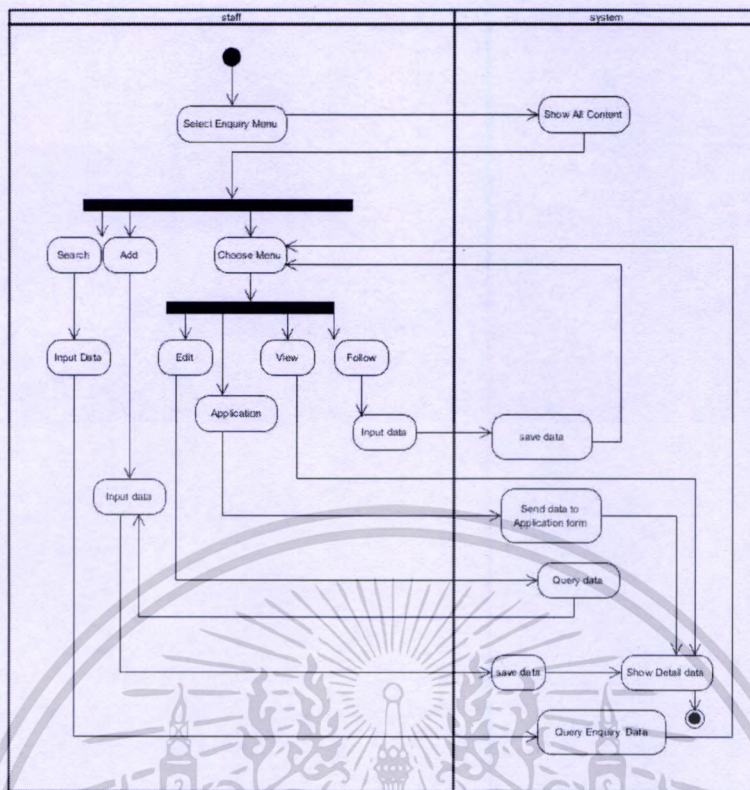 staff
system
Select Enquiry Menu
Show All Content
Search
Add
Choose Menu
Input Data
Edit
View
Follow
Application
Input data
save data
Input data
Send data to
Application form
Query data
save data
Show Detail data
Query Enquiry Data